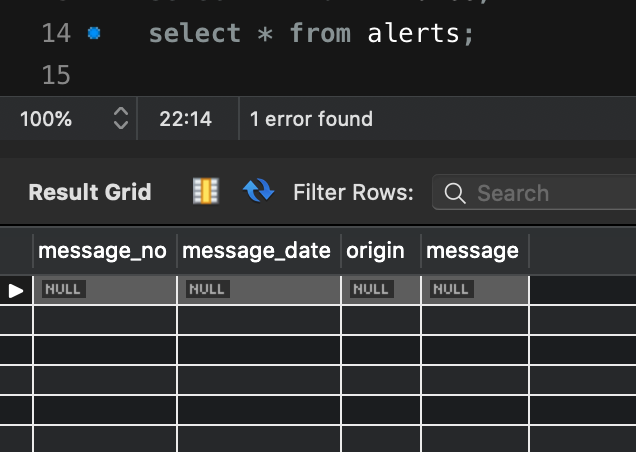 14 select * from alerts;
15
100% 22:14 1 error found
Result Grid Filter Rows: Search
message_no message_date origin message
NULL NULL NULL NULL